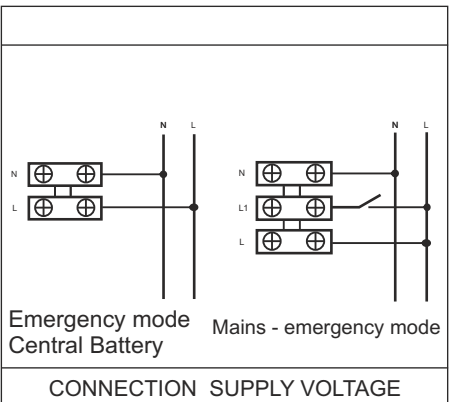 N L
N
L
N L
N
L1
L
Emergency mode
Central Battery
Mains - emergency mode
CONNECTION SUPPLY VOLTAGE